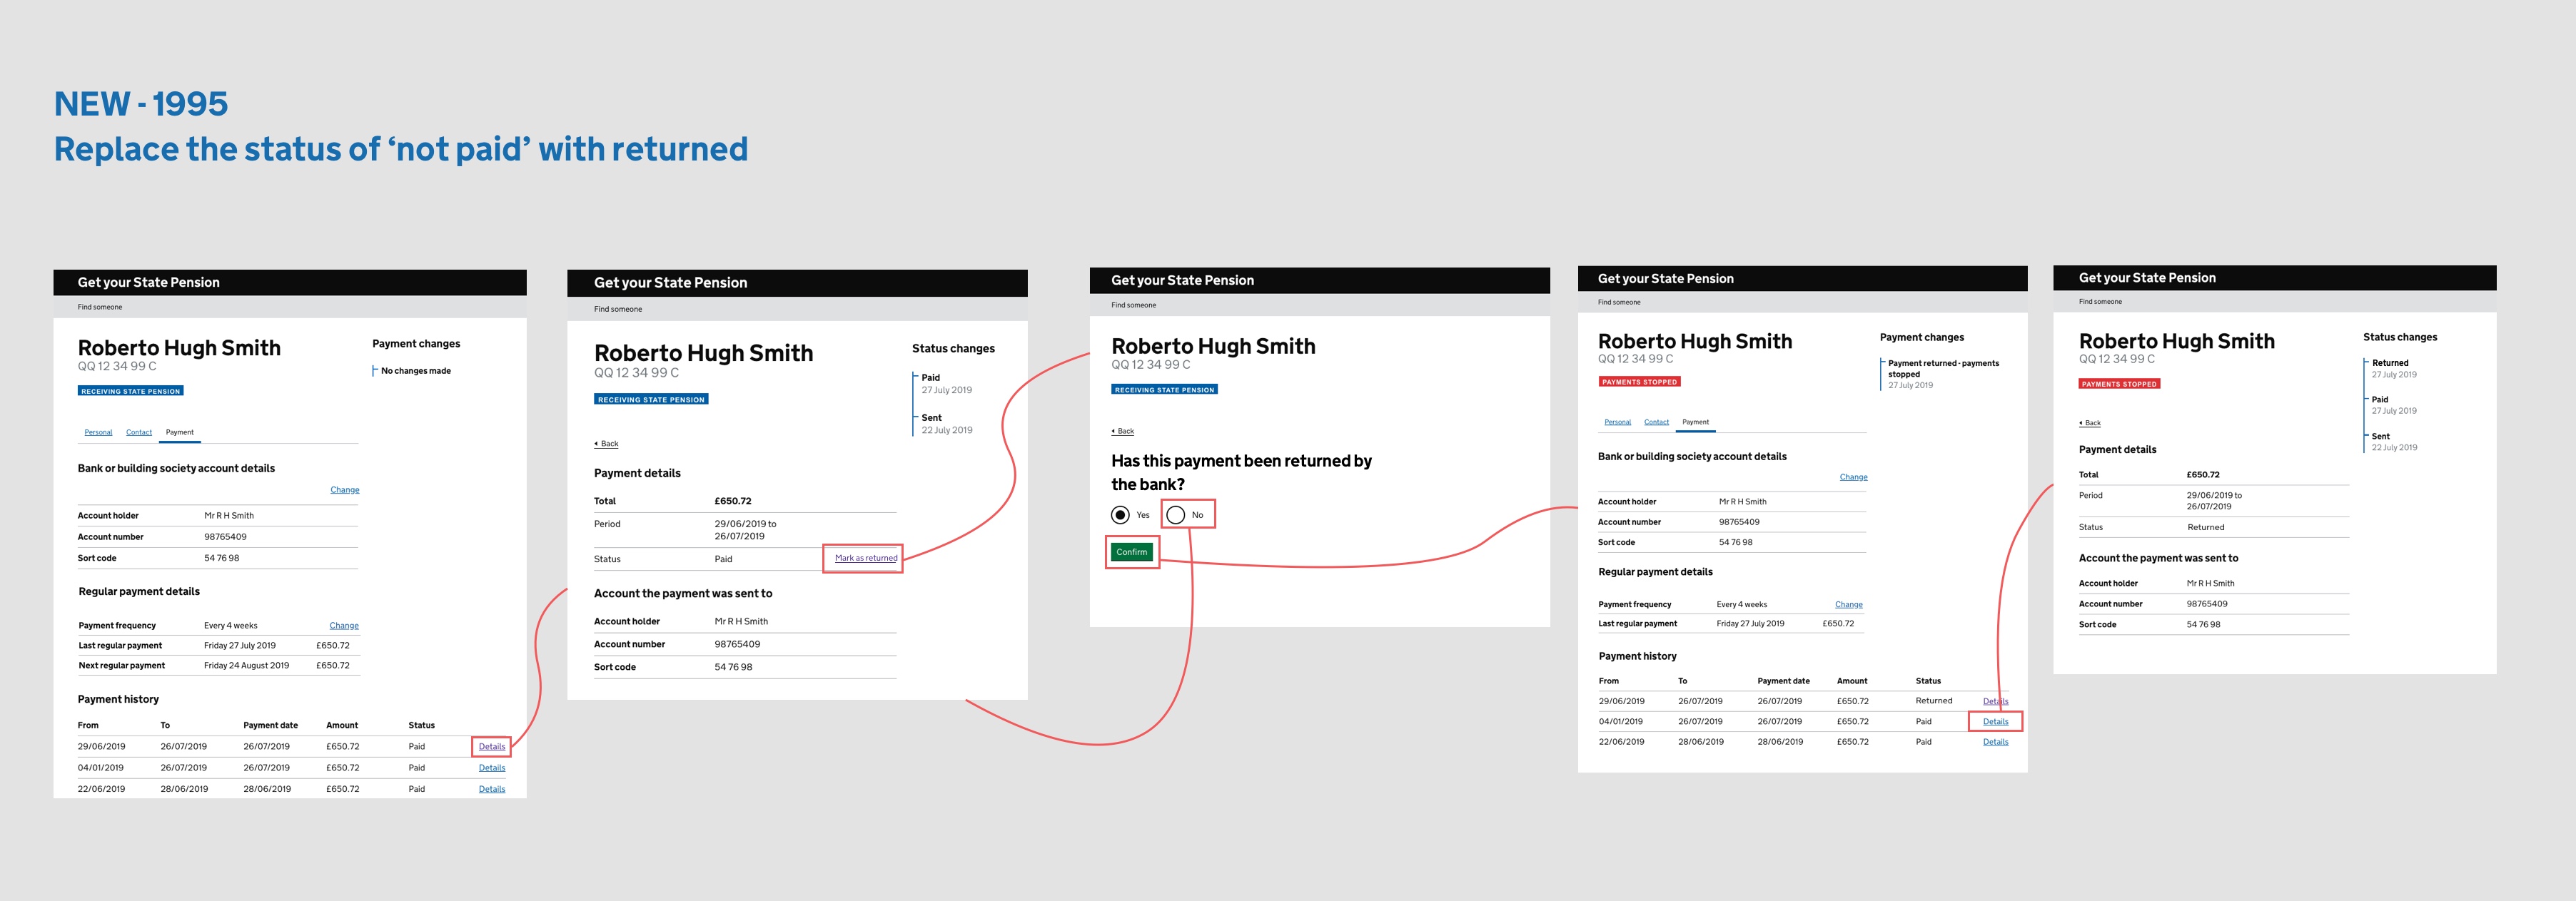 NEW - 1995
Replace the status of ‘not paid’ with returned
Get your State Pension
Find someone
Roberto Hugh Smith
QQ 12 34 99 C
RECEIVING STATE PENSION
Payment changes
No changes made
Personal Contact Payment
Bank or building society account details
Change
Account holder Mr R H Smith
Account number 98765409
Sort code 54 76 98
Regular payment details
Payment frequency Every 4 weeks Change
Last regular payment Friday 27 July 2019 £650.72
Next regular payment Friday 24 August 2019 £650.72
Payment history
From To Payment date Amount Status
29/06/2019 26/07/2019 26/07/2019 £650.72 Paid Details
04/01/2019 26/07/2019 26/07/2019 £650.72 Paid Details
22/06/2019 28/06/2019 28/06/2019 £650.72 Paid Details
Get your State Pension
Find someone
Roberto Hugh Smith
QQ 12 34 99 C
RECEIVING STATE PENSION
Status changes
Paid
27 July 2019
Sent
22 July 2019
Back
Payment details
Total £650.72
Period 29/06/2019 to
26/07/2019
Status Paid Mark as returned
Account the payment was sent to
Account holder Mr R H Smith
Account number 98765409
Sort code 54 76 98
Get your State Pension
Find someone
Roberto Hugh Smith
QQ 12 34 99 C
RECEIVING STATE PENSION
Back
Has this payment been returned by
the bank?
Yes No
Confirm
Get your State Pension
Find someone
Roberto Hugh Smith
QQ 12 34 99 C
PAYMENTS STOPPED
Payment changes
Payment returned - payments
stopped
27 July 2019
Personal Contact Payment
Bank or building society account details
Change
Account holder Mr R H Smith
Account number 98765409
Sort code 54 76 98
Regular payment details
Payment frequency Every 4 weeks Change
Last regular payment Friday 27 July 2019 £650.72
Payment history
From To Payment date Amount Status
29/06/2019 26/07/2019 26/07/2019 £650.72 Returned Details
04/01/2019 26/07/2019 26/07/2019 £650.72 Paid Details
22/06/2019 28/06/2019 28/06/2019 £650.72 Paid Details
Get your State Pension
Find someone
Roberto Hugh Smith
QQ 12 34 99 C
PAYMENTS STOPPED
Status changes
Returned
27 July 2019
Paid
27 July 2019
Sent
22 July 2019
Back
Payment details
Total £650.72
Period 29/06/2019 to
26/07/2019
Status Returned
Account the payment was sent to
Account holder Mr R H Smith
Account number 98765409
Sort code 54 76 98